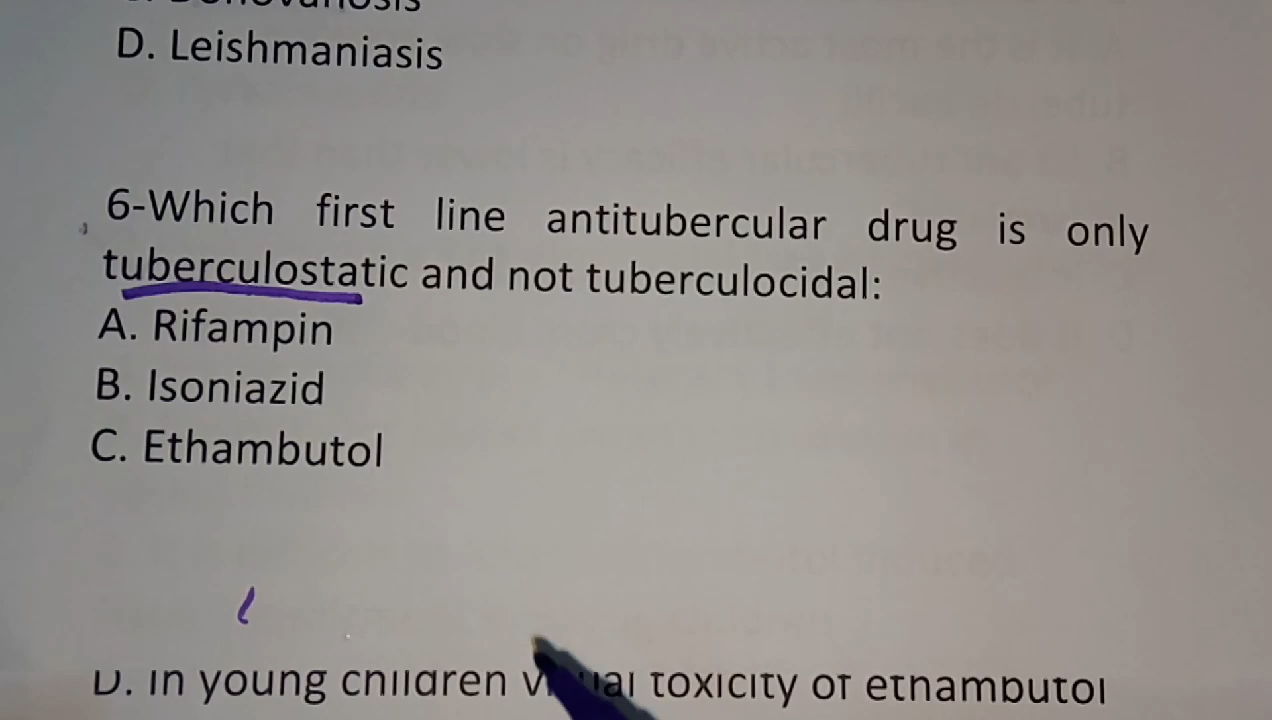 D. Leishmaniasis
6-Which first line antitubercular drug is only
tuberculostatic and not tuberculocidal:
A. Rifampin
B. Isoniazid
C. Ethambutol
D. In young children toxicity of ethambutol